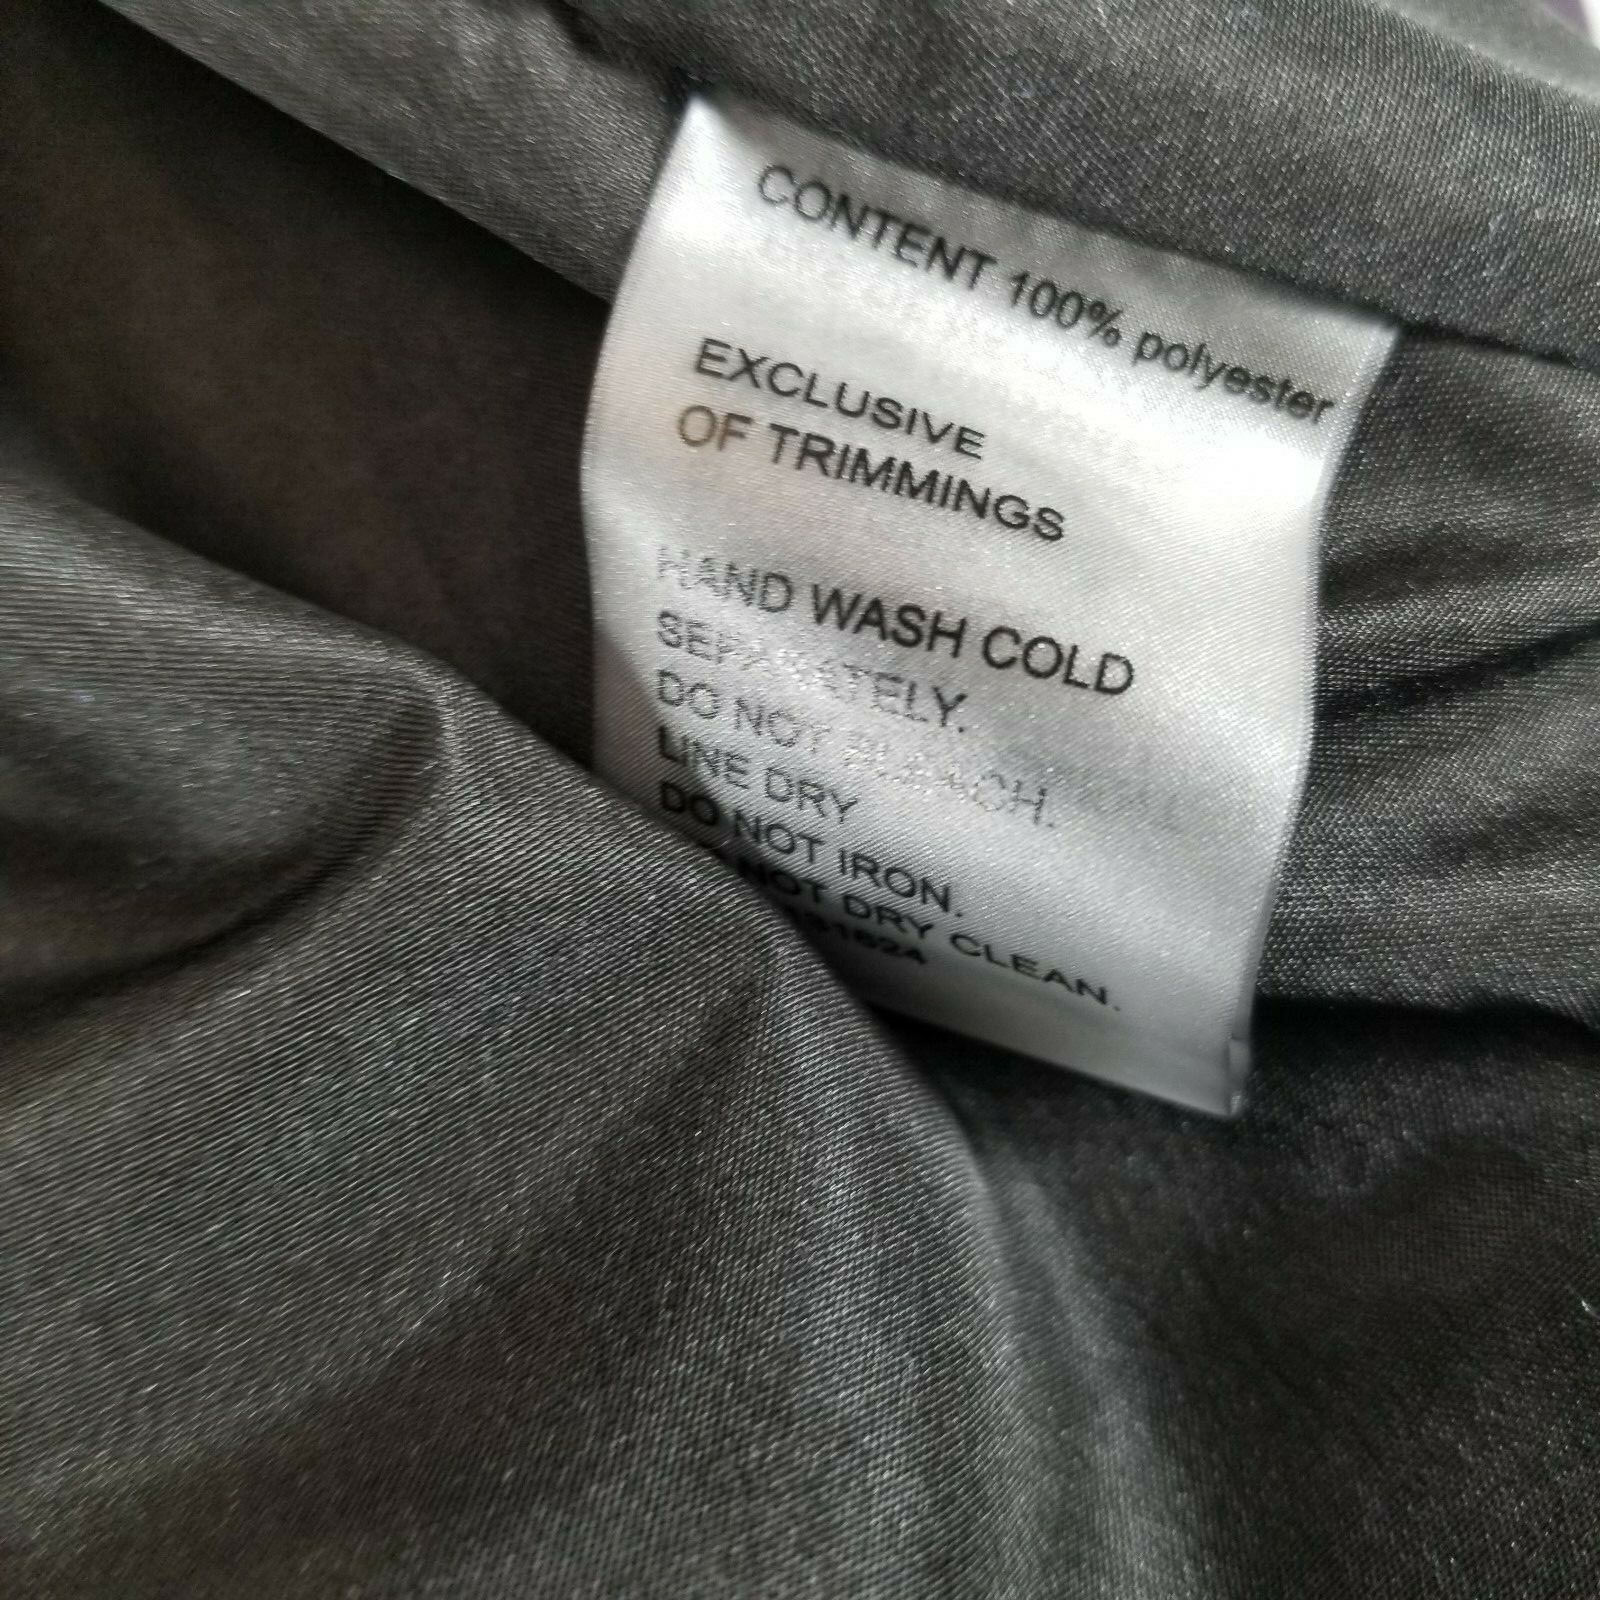 CONTENT 100% polyester
EXCLUSIVE
OF TRIMMINGS
HAND WASH COLD
SEPARATELY.
DO NOT BLEACH.
LINE DRY
DO NOT IRON.
NOT DRY CLEAN.